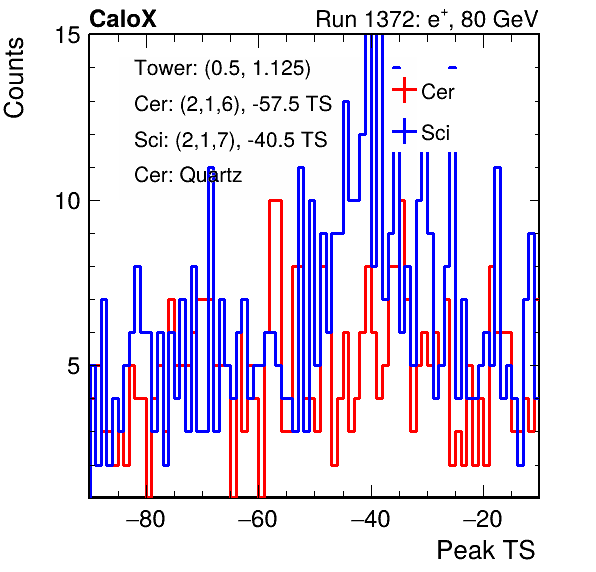 CaloX Run 1372: e+, 80 GeV
Counts
15
10
5
Tower: (0.5, 1.125)
Cer: (2,1,6), -57.5 TS
Sci: (2,1,7), -40.5 TS
Cer: Quartz
Cer
Sci
−80 −60 −40 −20
Peak TS